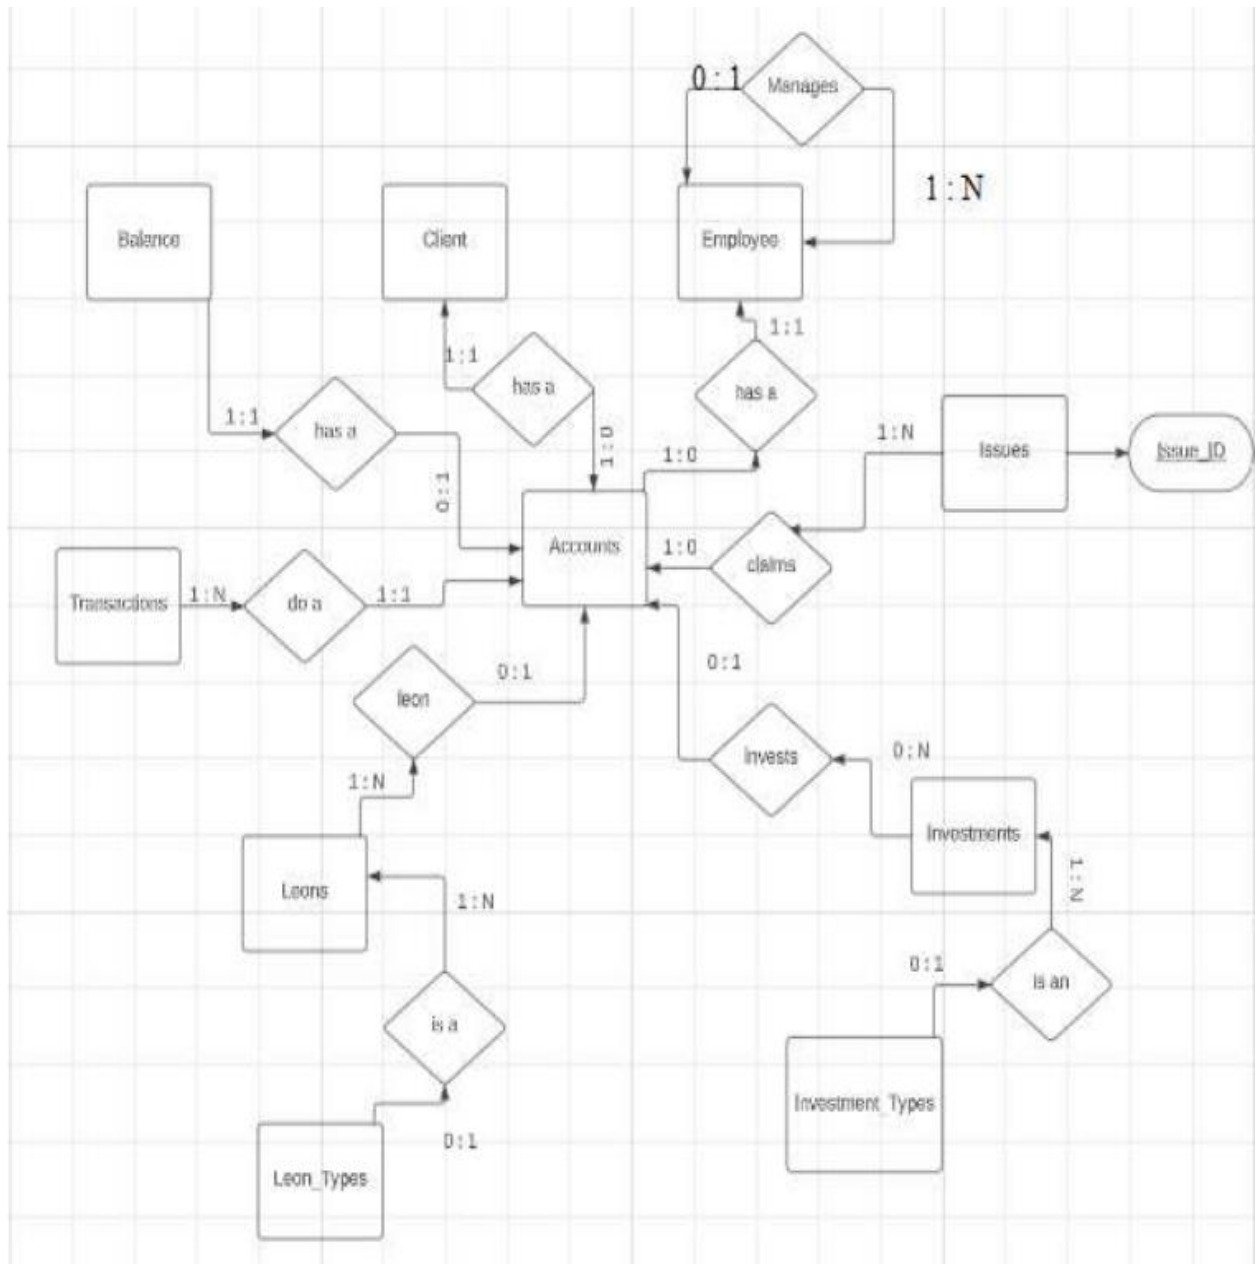 0:1
Manages
1:N
Balance
Client
Employee
1:1
1:1
has a
has a
1:1
has a
1:0
1:0
0:1
1:N
Issues
Issue_ID
Accounts
1:0
claims
Transactions
1:N
do a
1:1
leon
0:1
0:1
Invests
0:N
1:N
Investments
Leons
1:N
1:N
0:1
is an
is a
Investment_Types
0:1
Leon_Types